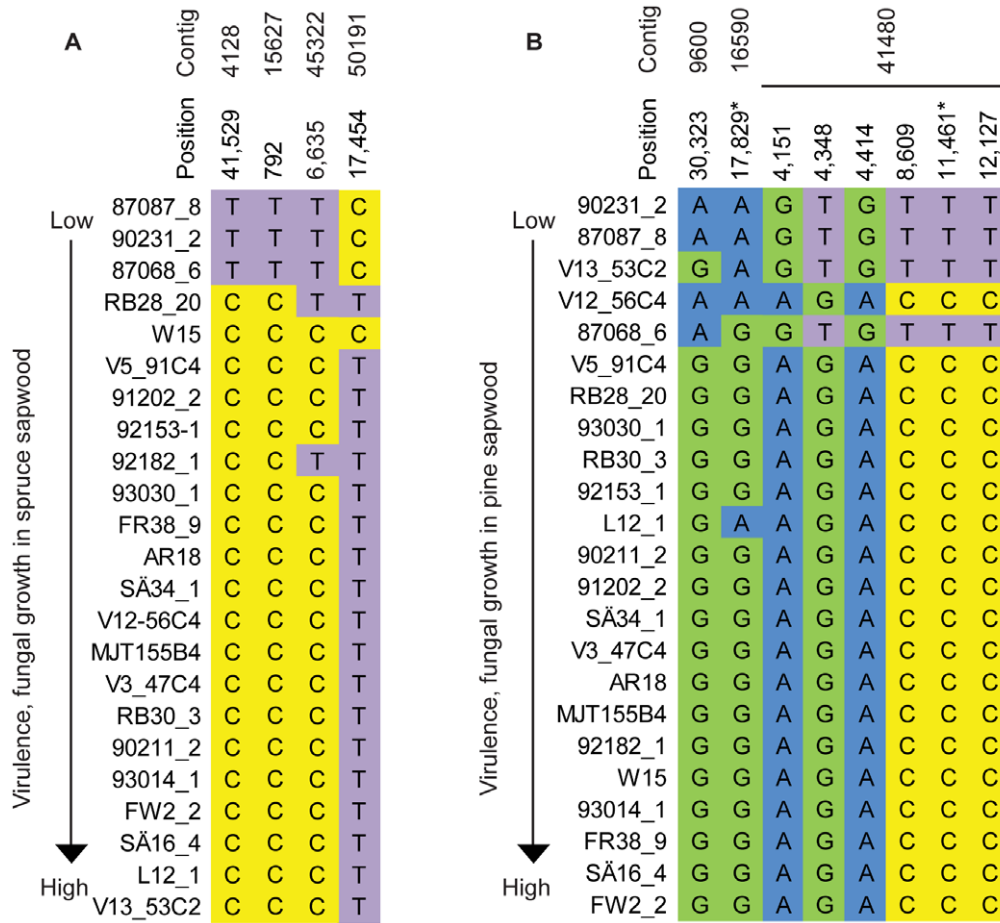 A
Contig 4128 15627 45322 50191
Position 41,529 792 6,635 17,454
Virulence, fungal growth in spruce sapwood
Low
High
87087_8 T T T C
90231_2 T T T C
87068_6 T T T C
RB28_20 C C T T
W15 C C C C
V5_91C4 C C C T
91202_2 C C C T
92153-1 C C C T
92182_1 C C T T
93030_1 C C C T
FR38_9 C C C T
AR18 C C C T
SÄ34_1 C C C T
V12-56C4 C C C T
MJT155B4 C C C T
V3_47C4 C C C T
RB30_3 C C C T
90211_2 C C C T
93014_1 C C C T
FW2_2 C C C T
SÄ16_4 C C C T
L12_1 C C C T
V13_53C2 C C C T
B
Contig 9600 16590 41480
Position 30,323 17,829* 4,151 4,348 4,414 8,609 11,461* 12,127
Virulence, fungal growth in pine sapwood
Low
High
90231_2 A A G T G T T T
87087_8 A A G T G T T T
V13_53C2 G A G T G T T T
V12_56C4 A A A G A C C C
87068_6 A G G T G T T T
V5_91C4 G G A G A C C C
RB28_20 G G A G A C C C
93030_1 G G A G A C C C
RB30_3 G G A G A C C C
92153_1 G G A G A C C C
L12_1 G A A G A C C C
90211_2 G G A G A C C C
91202_2 G G A G A C C C
SÄ34_1 G G A G A C C C
V3_47C4 G G A G A C C C
AR18 G G A G A C C C
MJT155B4 G G A G A C C C
92182_1 G G A G A C C C
W15 G G A G A C C C
93014_1 G G A G A C C C
FR38_9 G G A G A C C C
SÄ16_4 G G A G A C C C
FW2_2 G G A G A C C C